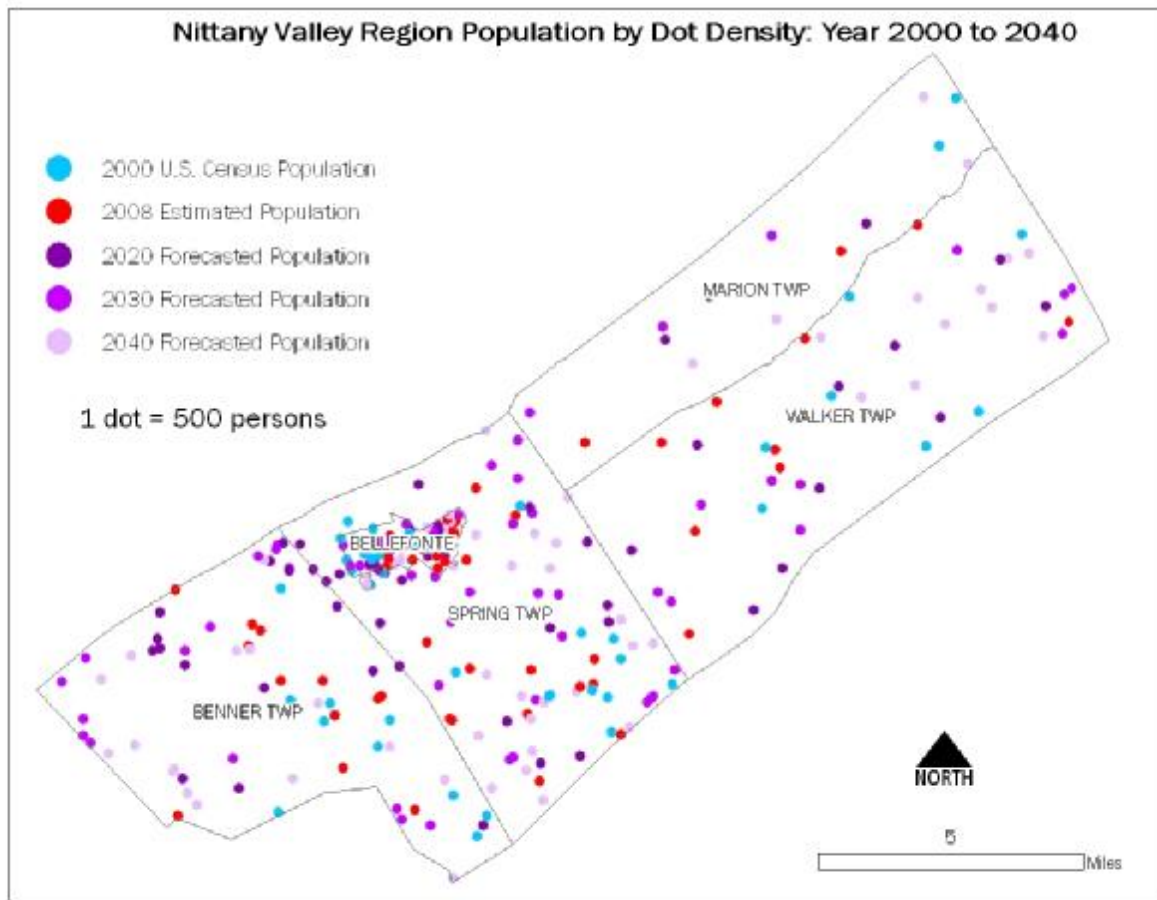 Nittany Valley Region Population by Dot Density: Year 2000 to 2040
2000 U.S. Census Population
2008 Estimated Population
2020 Forecasted Population
2030 Forecasted Population
2040 Forecasted Population
1 dot = 500 persons
MARION TWP
WALKER TWP
BELLEFONTE
SPRING TWP
BENNER TWP
NORTH
5
Miles